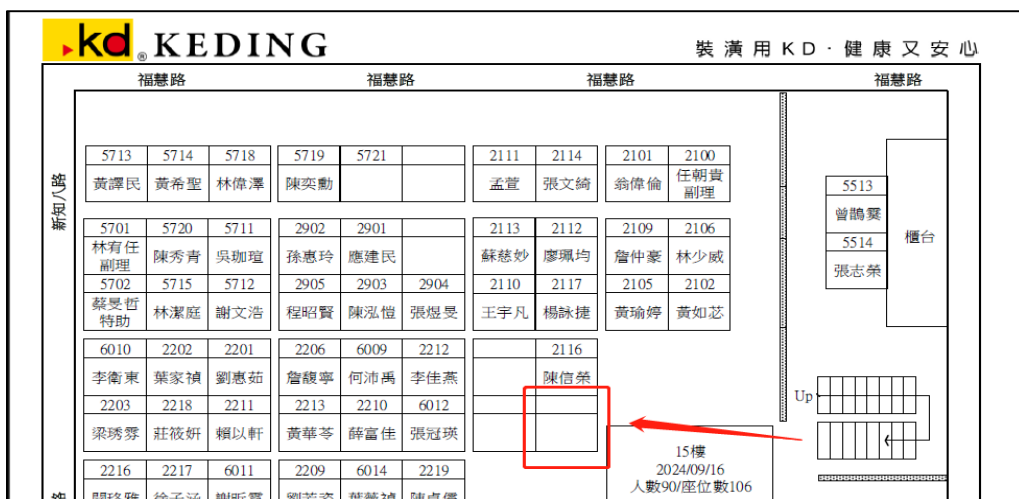 kd ® KEDING
裝潢用KD·健康又安心
福慧路 福慧路 福慧路 福慧路
新知八路
5713 5714 5718 5719 5721 2111 2114 2101 2100
黃譯民 黃希聖 林偉澤 陳奕勳 孟萱 張文綺 翁偉倫 任朝貴副理
5513
曾鵲霙
5514
張志榮
櫃台
5701 5720 5711 2902 2901 2113 2112 2109 2106
林宥任副理 陳秀青 吳珈瑄 孫惠玲 應建民 蘇慈妙 廖珮均 詹仲豪 林少威
5702 5715 5712 2905 2903 2904 2110 2117 2105 2102
蔡旻哲特助 林潔庭 謝文浩 程昭賢 陳泓愷 張煜旻 王宇凡 楊詠捷 黃瑜婷 黃如苾
6010 2202 2201 2206 6009 2212 2116
李衛東 葉家禎 劉惠茹 詹馥寧 何沛禹 李佳燕 陳信榮
2203 2218 2211 2213 2210 6012
梁琇雰 莊筱妍 賴以軒 黃華苓 薛富佳 張冠瑛
Up
15樓
2024/09/16
人數90/座位數106
2216 2217 6011 2209 6014 2219